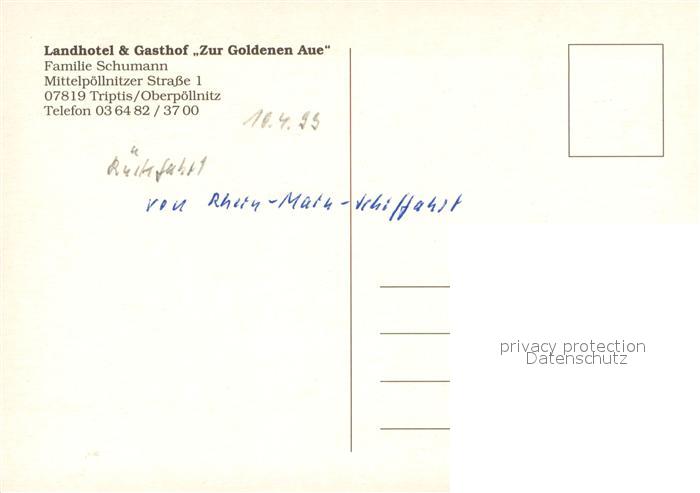 Landhotel & Gasthof „Zur Goldenen Aue“
Familie Schumann
Mittelpöllnitzer Straße 1
07819 Triptis/Oberpöllnitz
Telefon 03 64 82 / 37 00
10.4.99
Rückfahrt
von Rhein-Main-Schiffahrt
privacy protection
Datenschutz